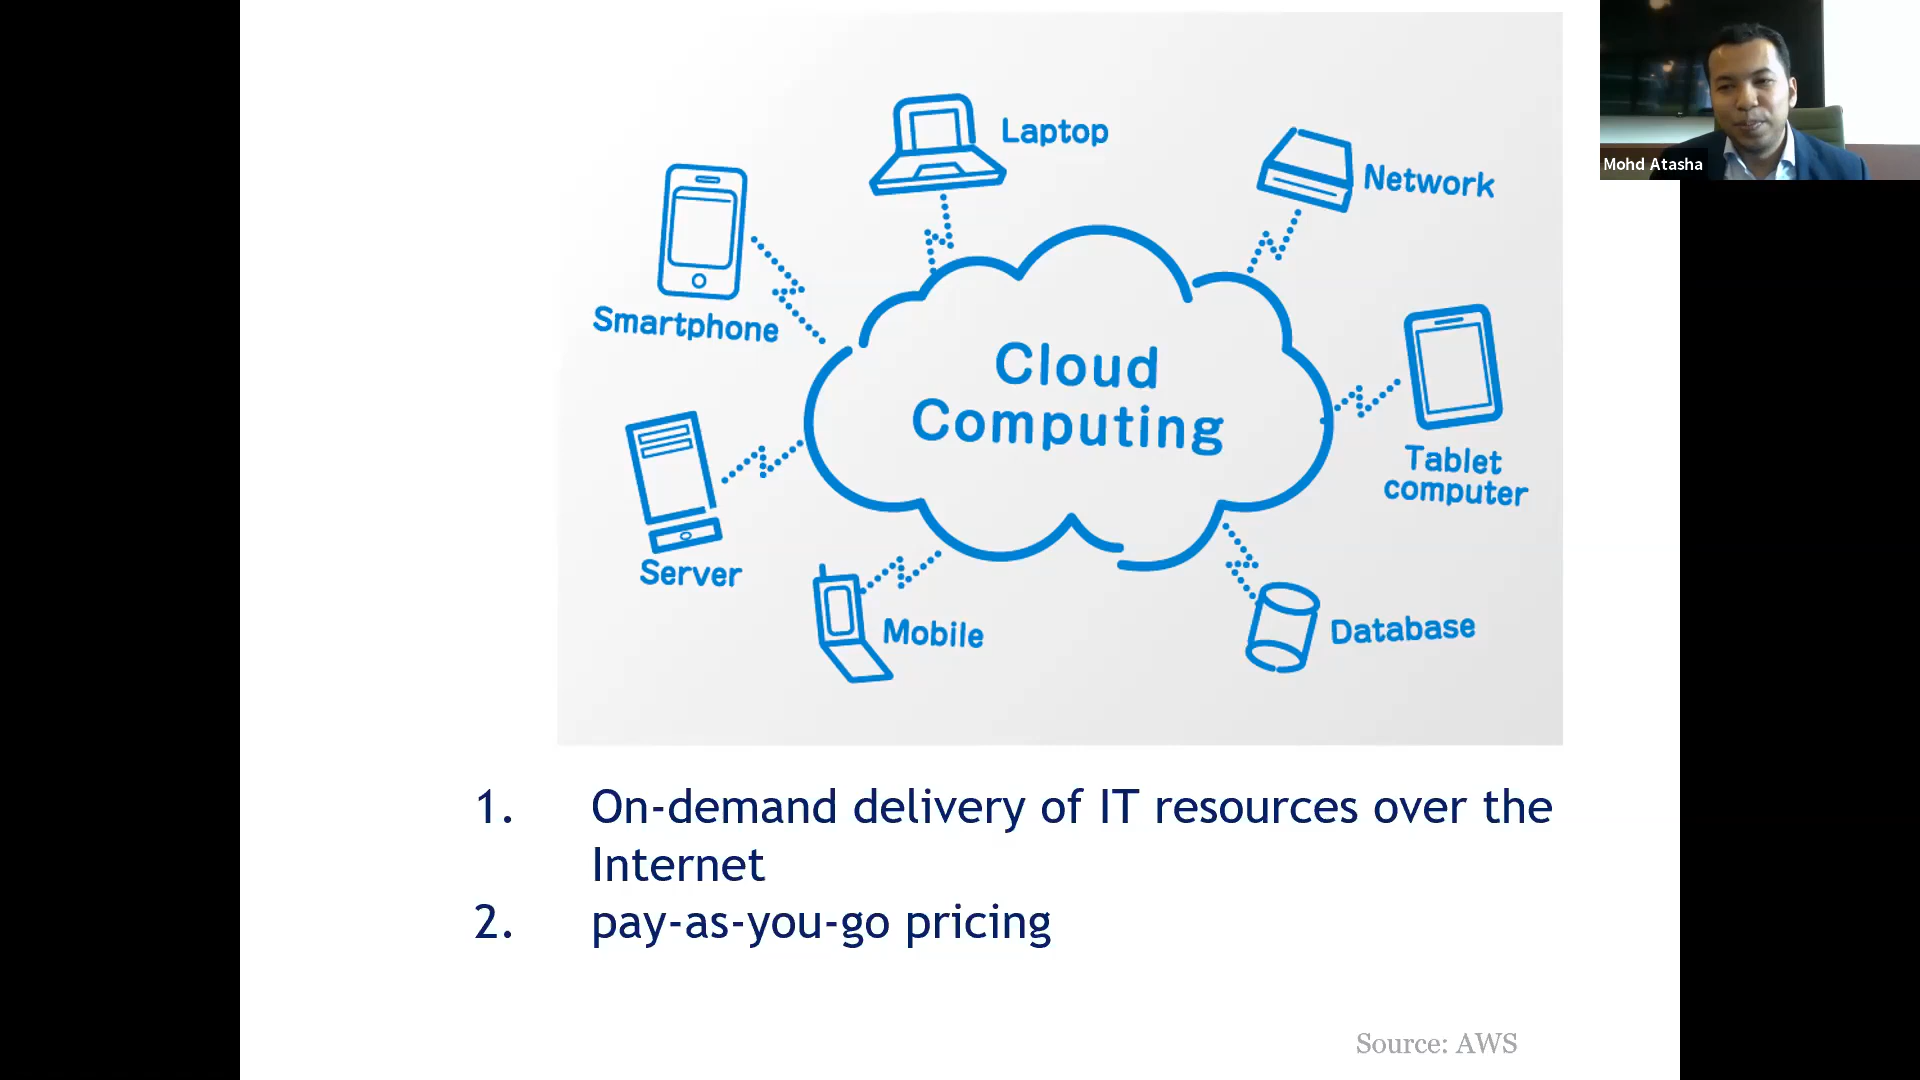 Laptop
Network
Smartphone
Cloud
Computing
Tablet
computer
Server
Mobile
Database
1. On-demand delivery of IT resources over the
Internet
2. pay-as-you-go pricing
Source: AWS
Mohd Atasha